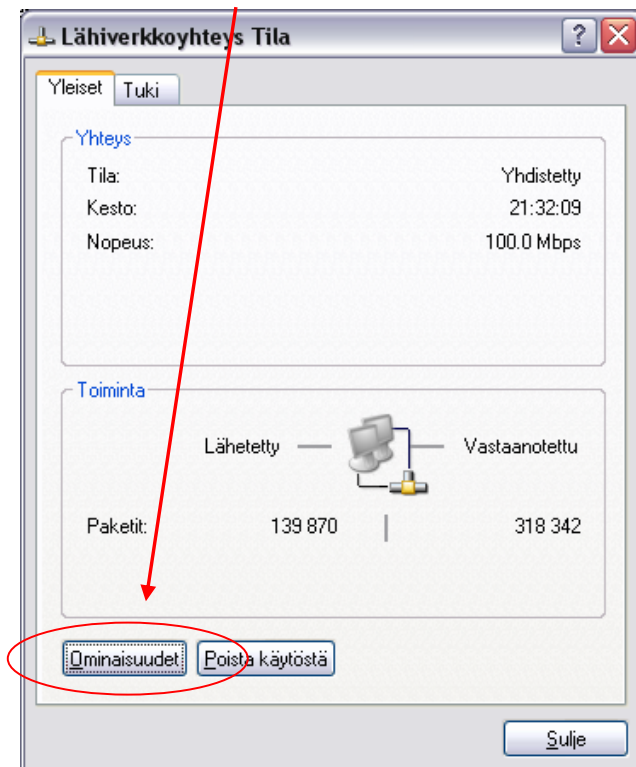 Lähiverkkoyhteys Tila
Yleiset Tuki
Yhteys
Tila: Yhdistetty
Kesto: 21:32:09
Nopeus: 100.0 Mbps
Toiminta
Lähetetty Vastaanotettu
Paketit: 139 870 318 342
Ominaisuudet Poista käytöstä
Sulje